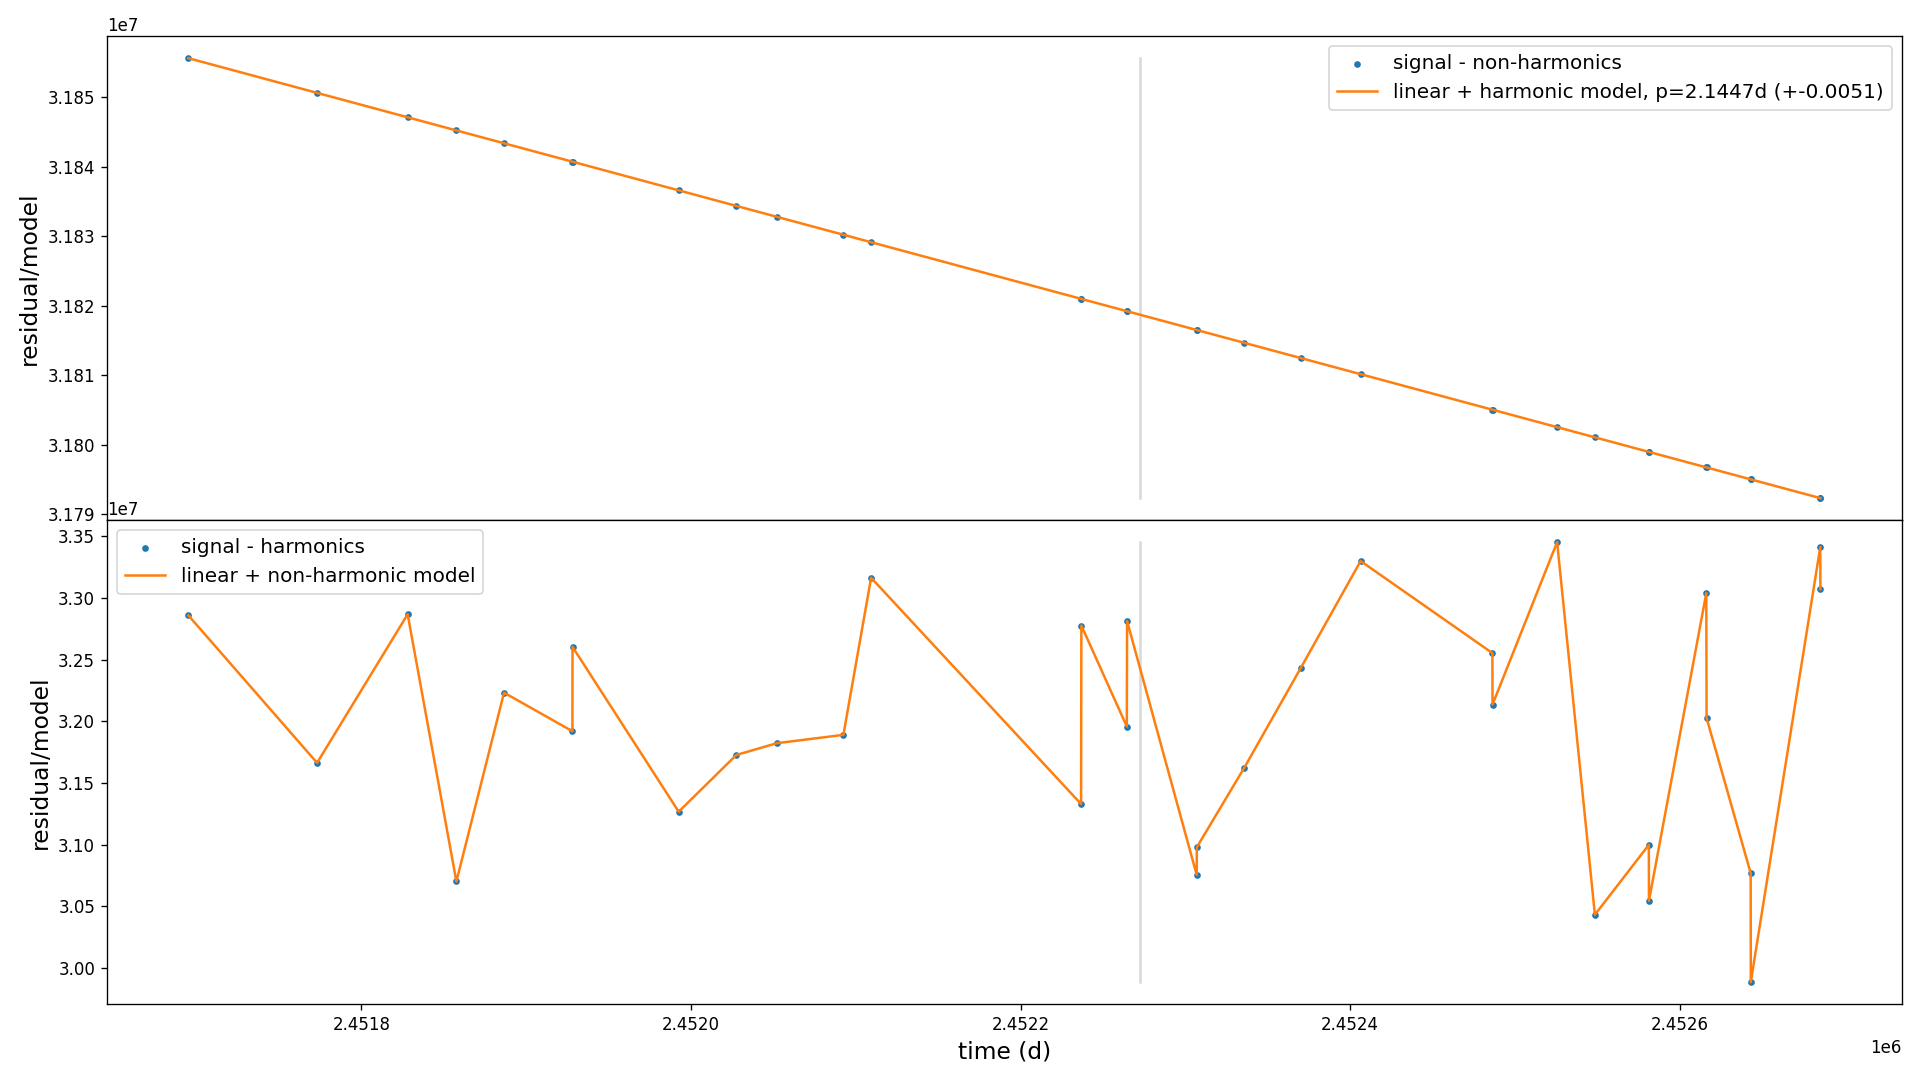 1e7
signal - non-harmonics
linear + harmonic model, p=2.1447d (+-0.0051)
3.185
3.184
3.183
3.182
3.181
3.180
3.179
residual/model
1e7
signal - harmonics
linear + non-harmonic model
3.35
3.30
3.25
3.20
3.15
3.10
3.05
3.00
residual/model
2.4518
2.4520
2.4522
2.4524
2.4526
1e6
time (d)